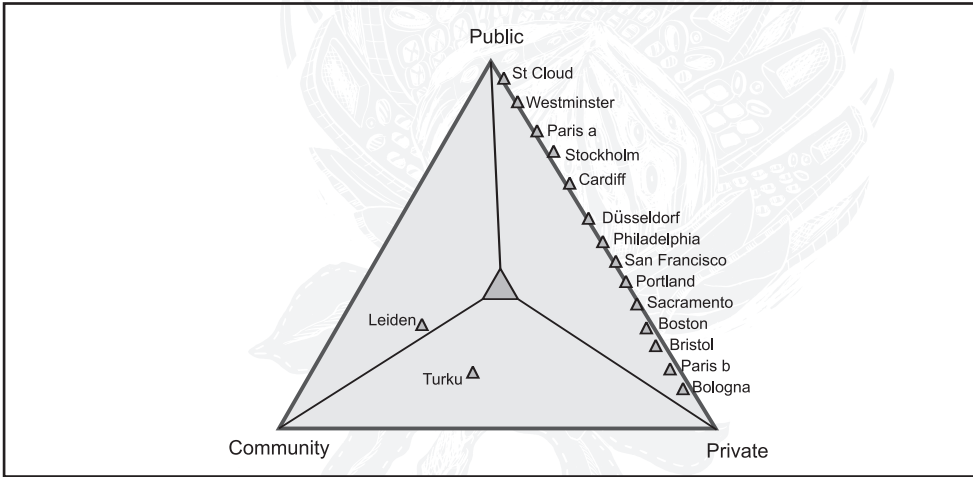 Public
St Cloud
Westminster
Paris a
Stockholm
Cardiff
Düsseldorf
Philadelphia
San Francisco
Portland
Sacramento
Leiden
Boston
Bristol
Paris b
Turku
Bologna
Community
Private